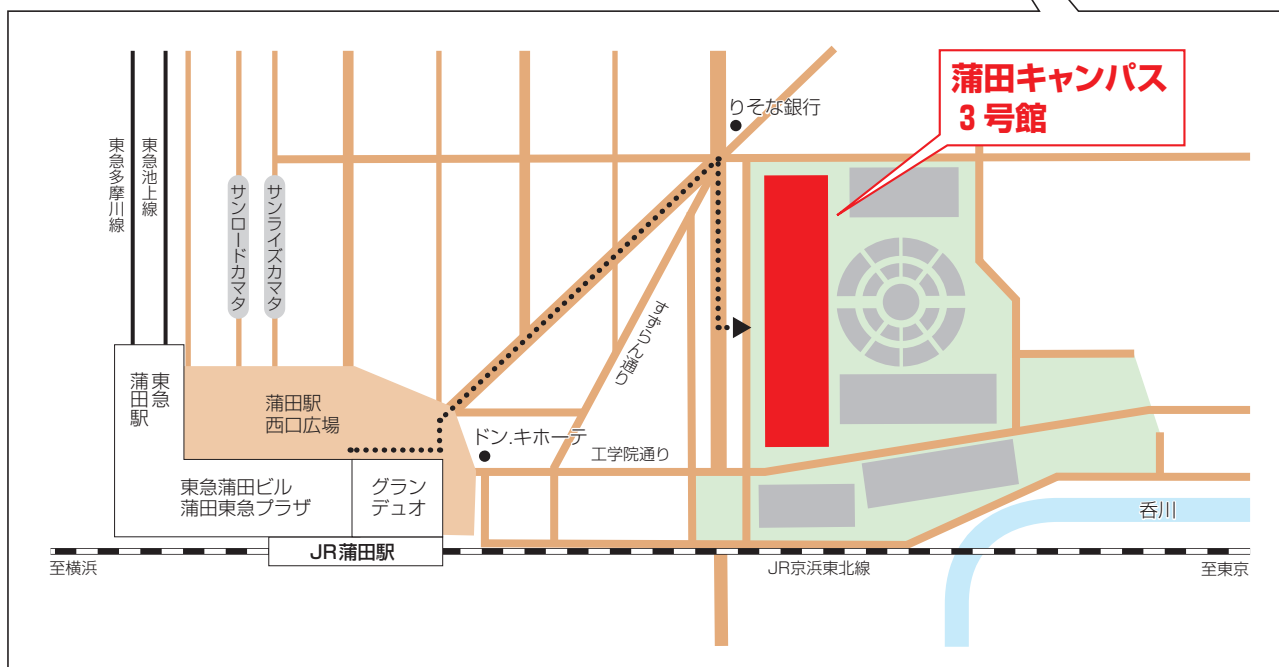 蒲田キャンパス
3号館
りそな銀行
東急多摩川線
東急池上線
サンロードカマタ
サンライズカマタ
すずらん通り
東急
蒲田駅
蒲田駅
西口広場
ドン.キホーテ
工学院通り
東急蒲田ビル
蒲田東急プラザ
グラン
デュオ
呑川
JR蒲田駅
至横浜
JR京浜東北線
至東京